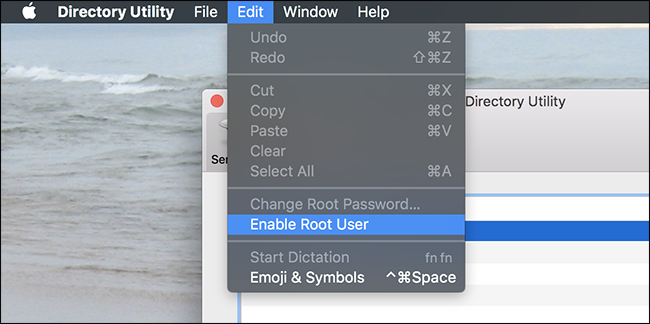 Directory Utility File Edit Window Help
Undo ⌘Z
Redo ⇧⌘Z
Cut ⌘X
Copy ⌘C
Paste ⌘V
Clear
Select All ⌘A
Change Root Password...
Enable Root User
Start Dictation fn fn
Emoji & Symbols ^⌘Space
Directory Utility